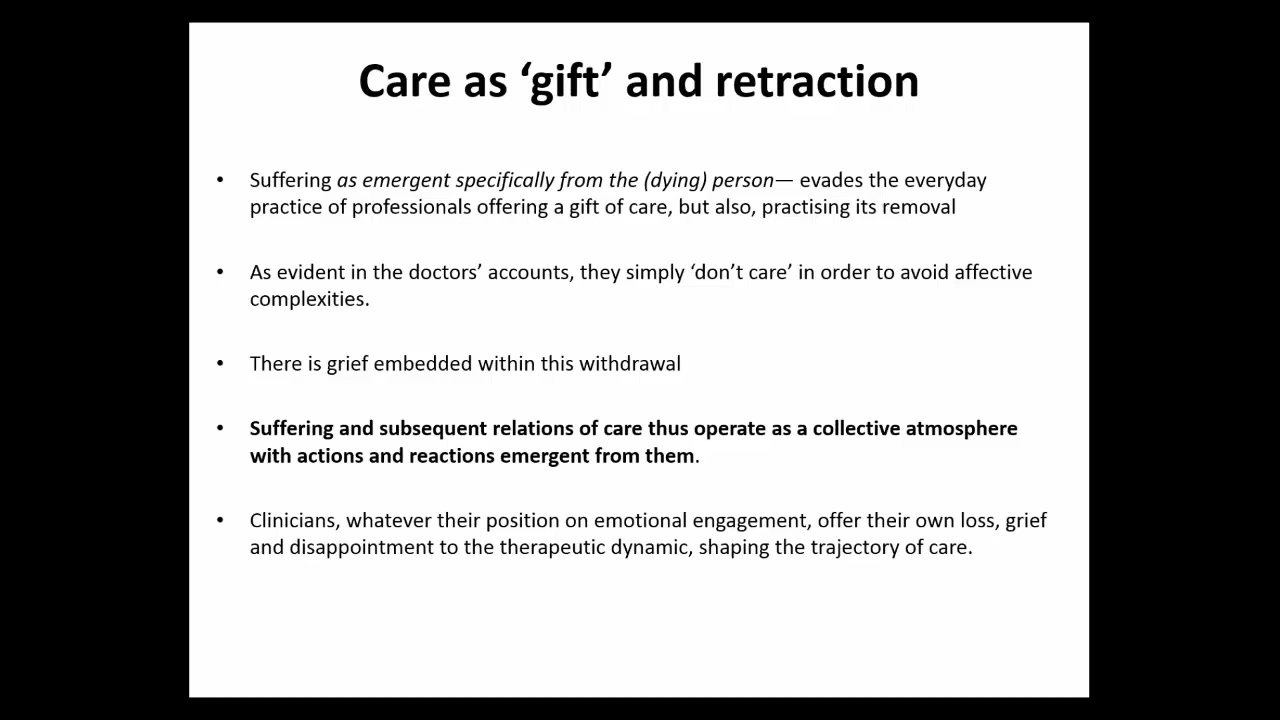 Care as ‘gift’ and retraction
• Suffering as emergent specifically from the (dying) person— evades the everyday
practice of professionals offering a gift of care, but also, practising its removal
• As evident in the doctors’ accounts, they simply ‘don’t care’ in order to avoid affective
complexities.
• There is grief embedded within this withdrawal
• Suffering and subsequent relations of care thus operate as a collective atmosphere
with actions and reactions emergent from them.
• Clinicians, whatever their position on emotional engagement, offer their own loss, grief
and disappointment to the therapeutic dynamic, shaping the trajectory of care.